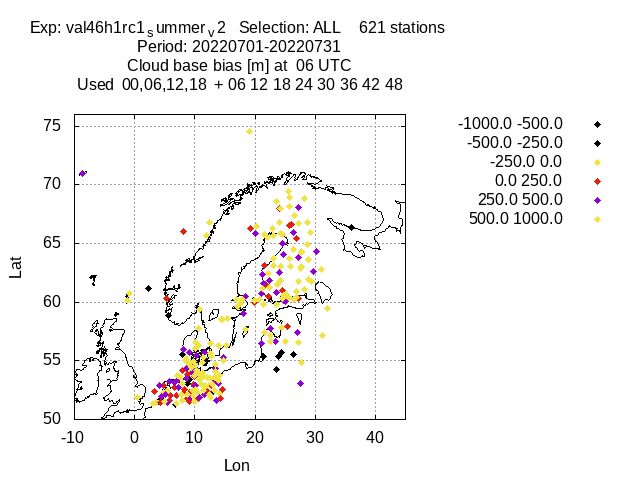 Exp: val46h1rc1summerv2 Selection: ALL 621 stations
Period: 20220701-20220731
Cloud base bias [m] at 06 UTC
Used 00,06,12,18 + 06 12 18 24 30 36 42 48
-1000.0 -500.0
-500.0 -250.0
-250.0 0.0
0.0 250.0
250.0 500.0
500.0 1000.0
75
70
65
60
55
50
Lat
-10 0 10 20 30 40
Lon